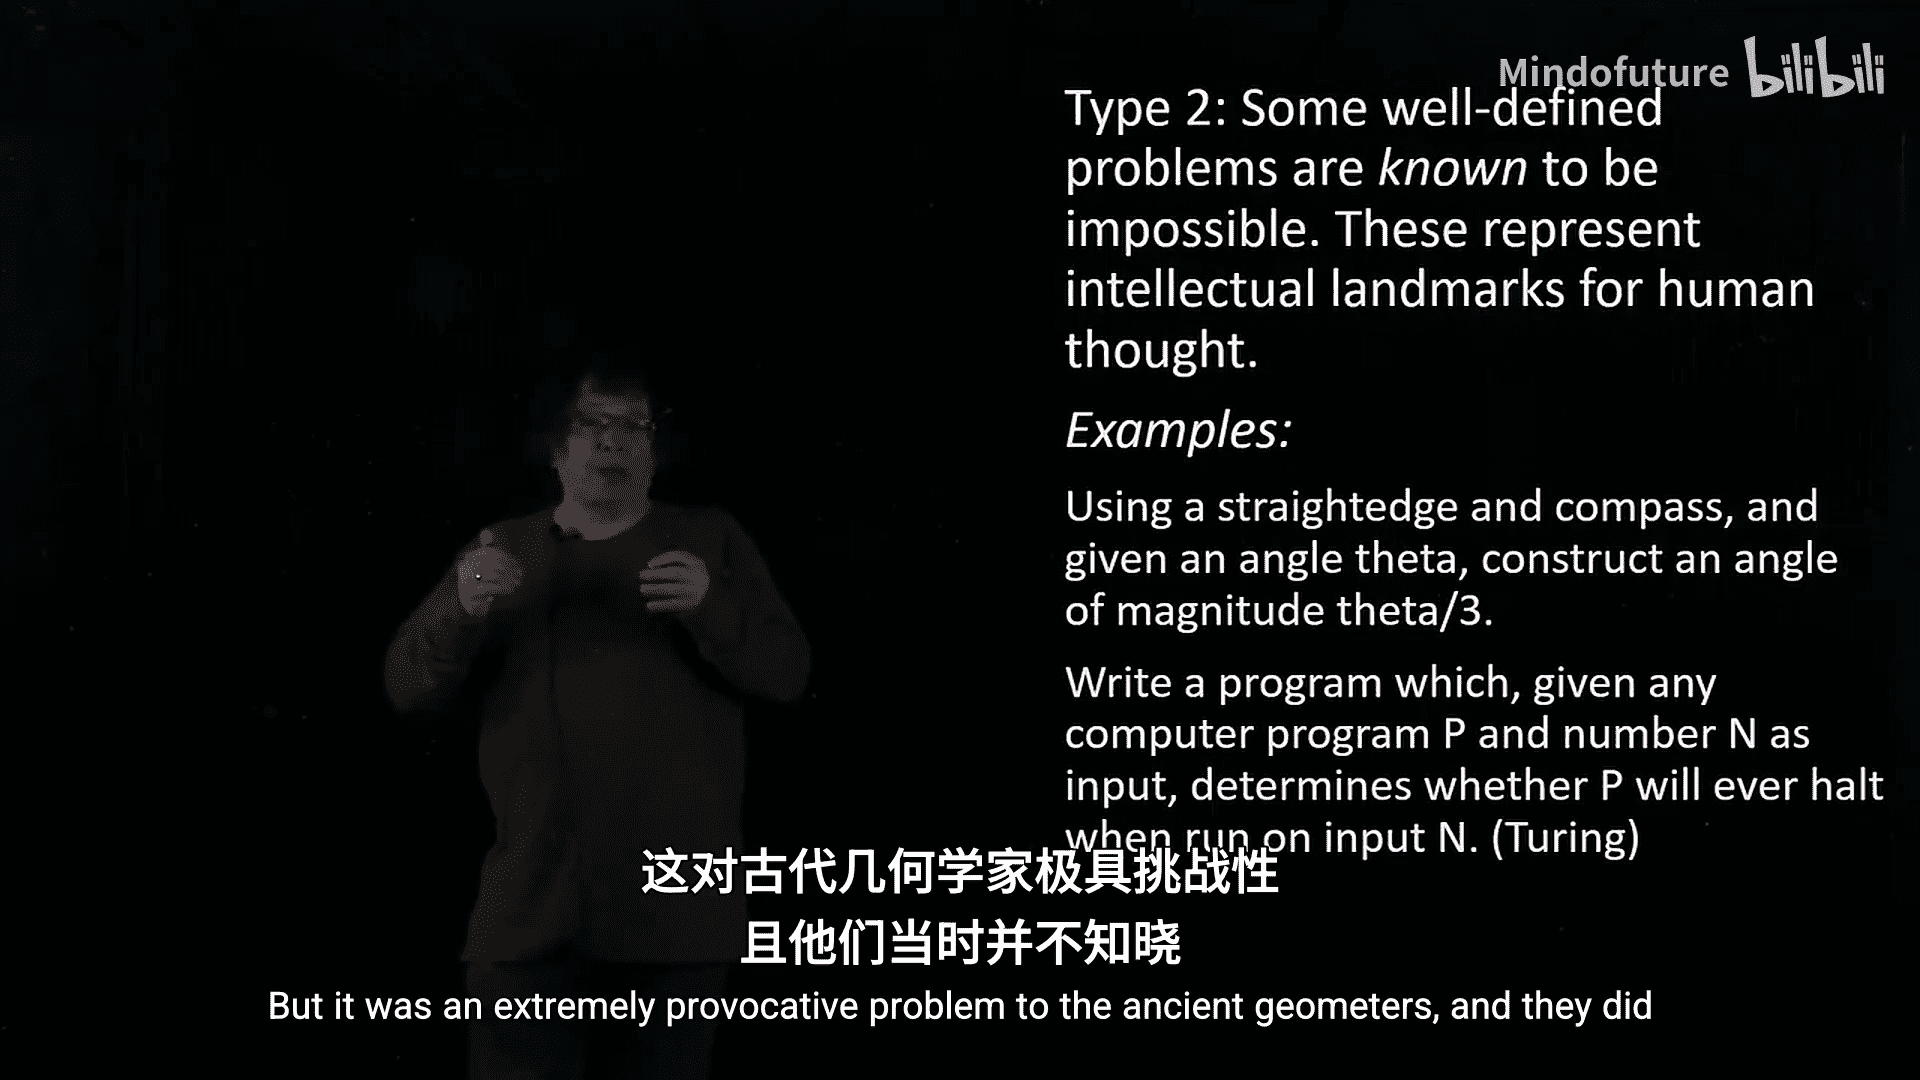 Mindofuture bilibili
Type 2: Some well-defined
problems are known to be
impossible. These represent
intellectual landmarks for human
thought.
Examples:
Using a straightedge and compass, and
given an angle theta, construct an angle
of magnitude theta/3.
Write a program which, given any
computer program P and number N as
input, determines whether P will ever halt
when run on input N. (Turing)
这对古代几何学家极具挑战性
且他们当时并不知晓
But it was an extremely provocative problem to the ancient geometers, and they did